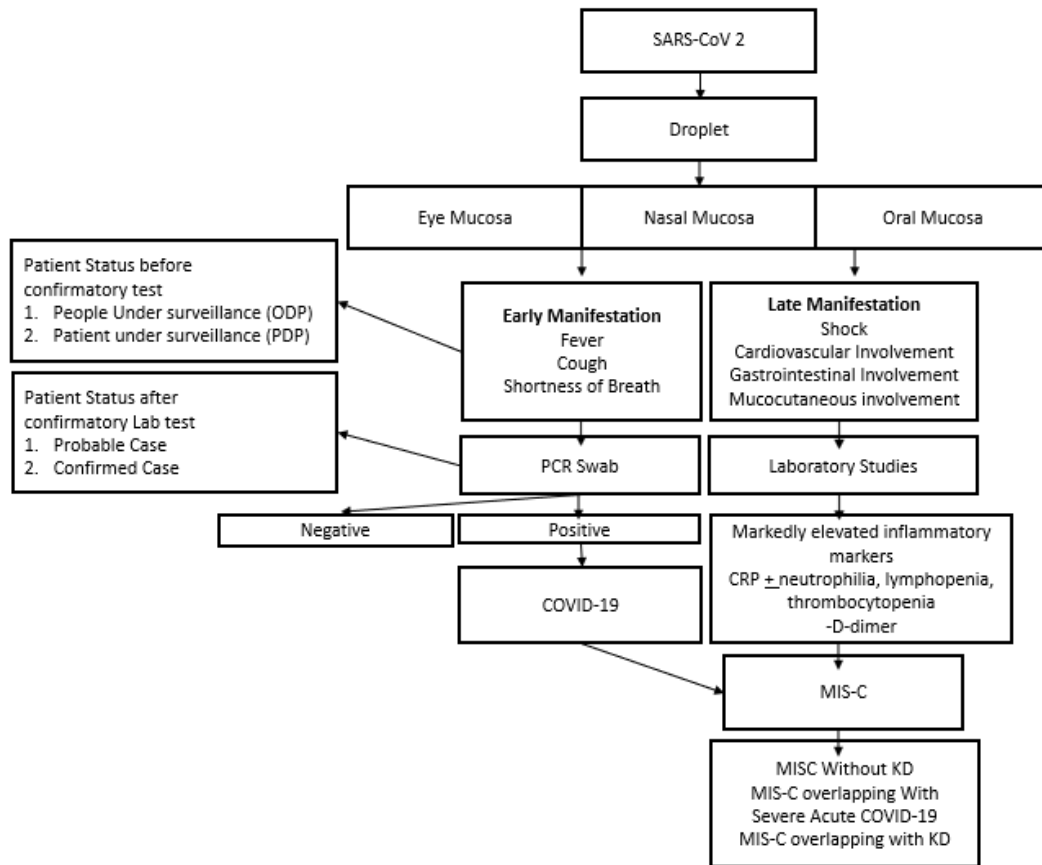 SARS-CoV 2
Droplet
Eye Mucosa
Nasal Mucosa
Oral Mucosa
Patient Status before
confirmatory test
1. People Under surveillance (ODP)
2. Patient under surveillance (PDP)
Early Manifestation
Fever
Cough
Shortness of Breath
Late Manifestation
Shock
Cardiovascular Involvement
Gastrointestinal Involvement
Mucocutaneous involvement
Patient Status after
confirmatory Lab test
1. Probable Case
2. Confirmed Case
PCR Swab
Laboratory Studies
Negative
Positive
Markedly elevated inflammatory
markers
CRP + neutrophilia, lymphopenia,
thrombocytopenia
-D-dimer
COVID-19
MIS-C
MISC Without KD
MIS-C overlapping With
Severe Acute COVID-19
MIS-C overlapping with KD